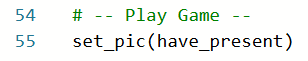 54 # -- Play Game --
55 set_pic(have_present)